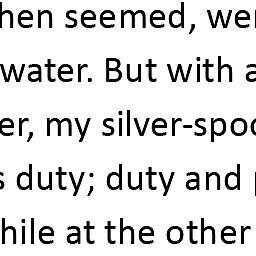 hen seemed, wer
water. But with a
er, my silver-spoo
s duty; duty and p
hile at the other